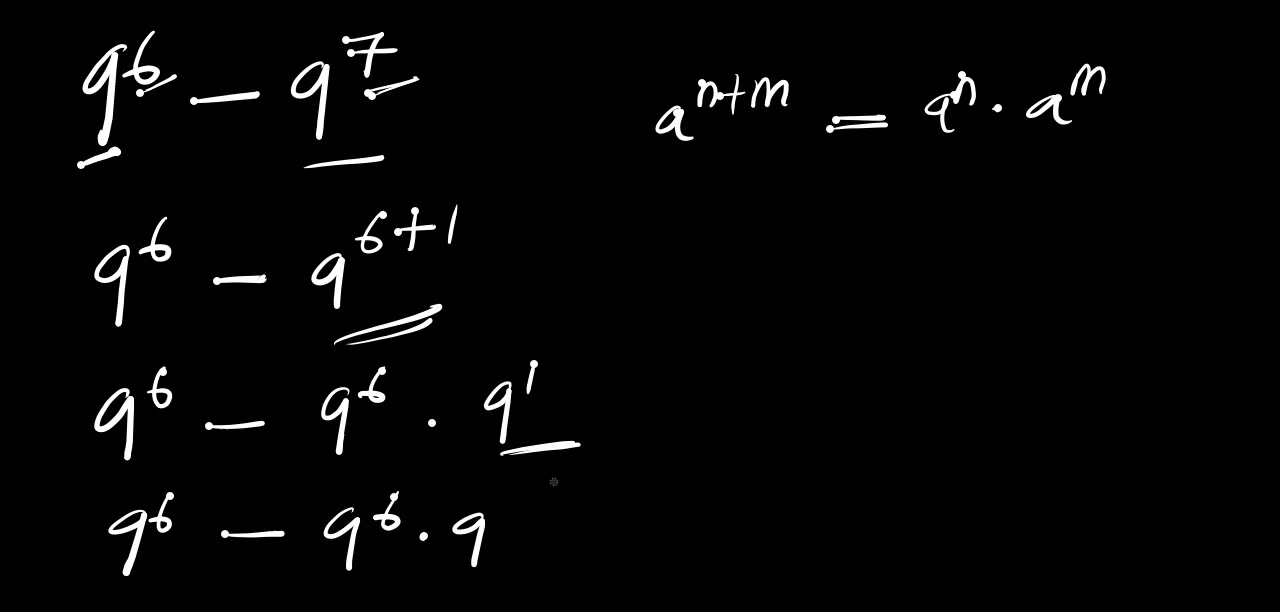 9⁶ − 9⁷
aⁿ⁺ᵐ = aⁿ · aᵐ
9⁶ − 9⁶⁺¹
9⁶ − 9⁶ · 9¹
9⁶ − 9⁶ · 9